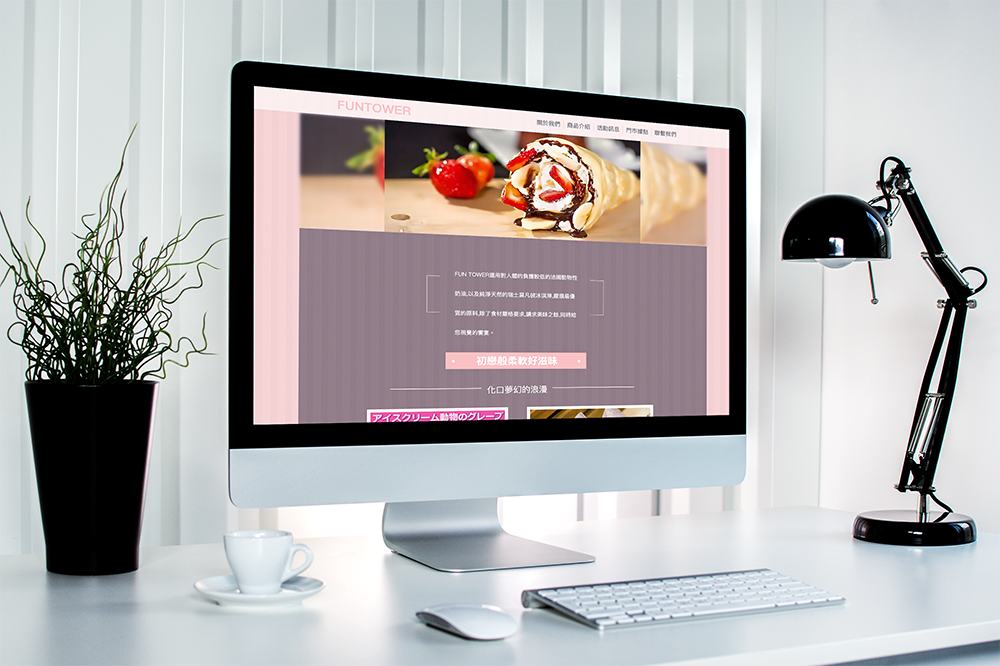 FUNTOWER
關於我們 商品介紹 活動訊息 門市據點 聯繫我們
FUN TOWER選用對人體的負擔較低的法國動物性
奶油,以及純淨天然的瑞士莫凡彼冰淇淋,嚴選最優
質的原料,除了食材嚴格要求,講求美味之餘,同時給
您視覺的饗宴。
初戀般柔軟好滋味
化口夢幻的浪漫
アイスクリーム動物のグレープ